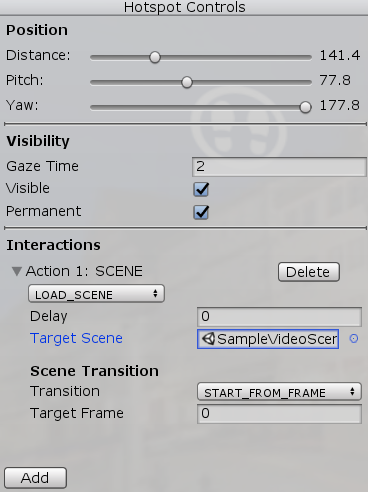 Hotspot Controls
Position
Distance: 141.4
Pitch: 77.8
Yaw: 177.8
Visibility
Gaze Time 2
Visible
Permanent
Interactions
Action 1: SCENE Delete
LOAD_SCENE
Delay 0
Target Scene SampleVideoScer
Scene Transition
Transition START_FROM_FRAME
Target Frame 0
Add